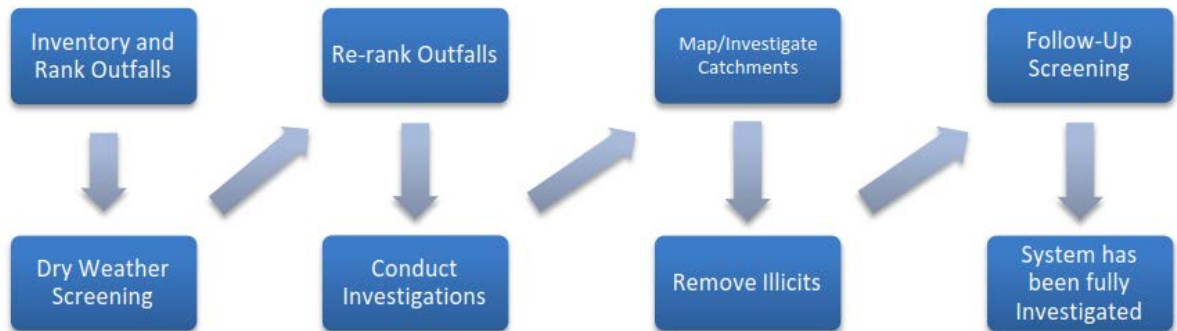 Inventory and
Rank Outfalls
Dry Weather
Screening
Re-rank Outfalls
Conduct
Investigations
Map/Investigate
Catchments
Remove Illicits
Follow-Up
Screening
System has
been fully
Investigated